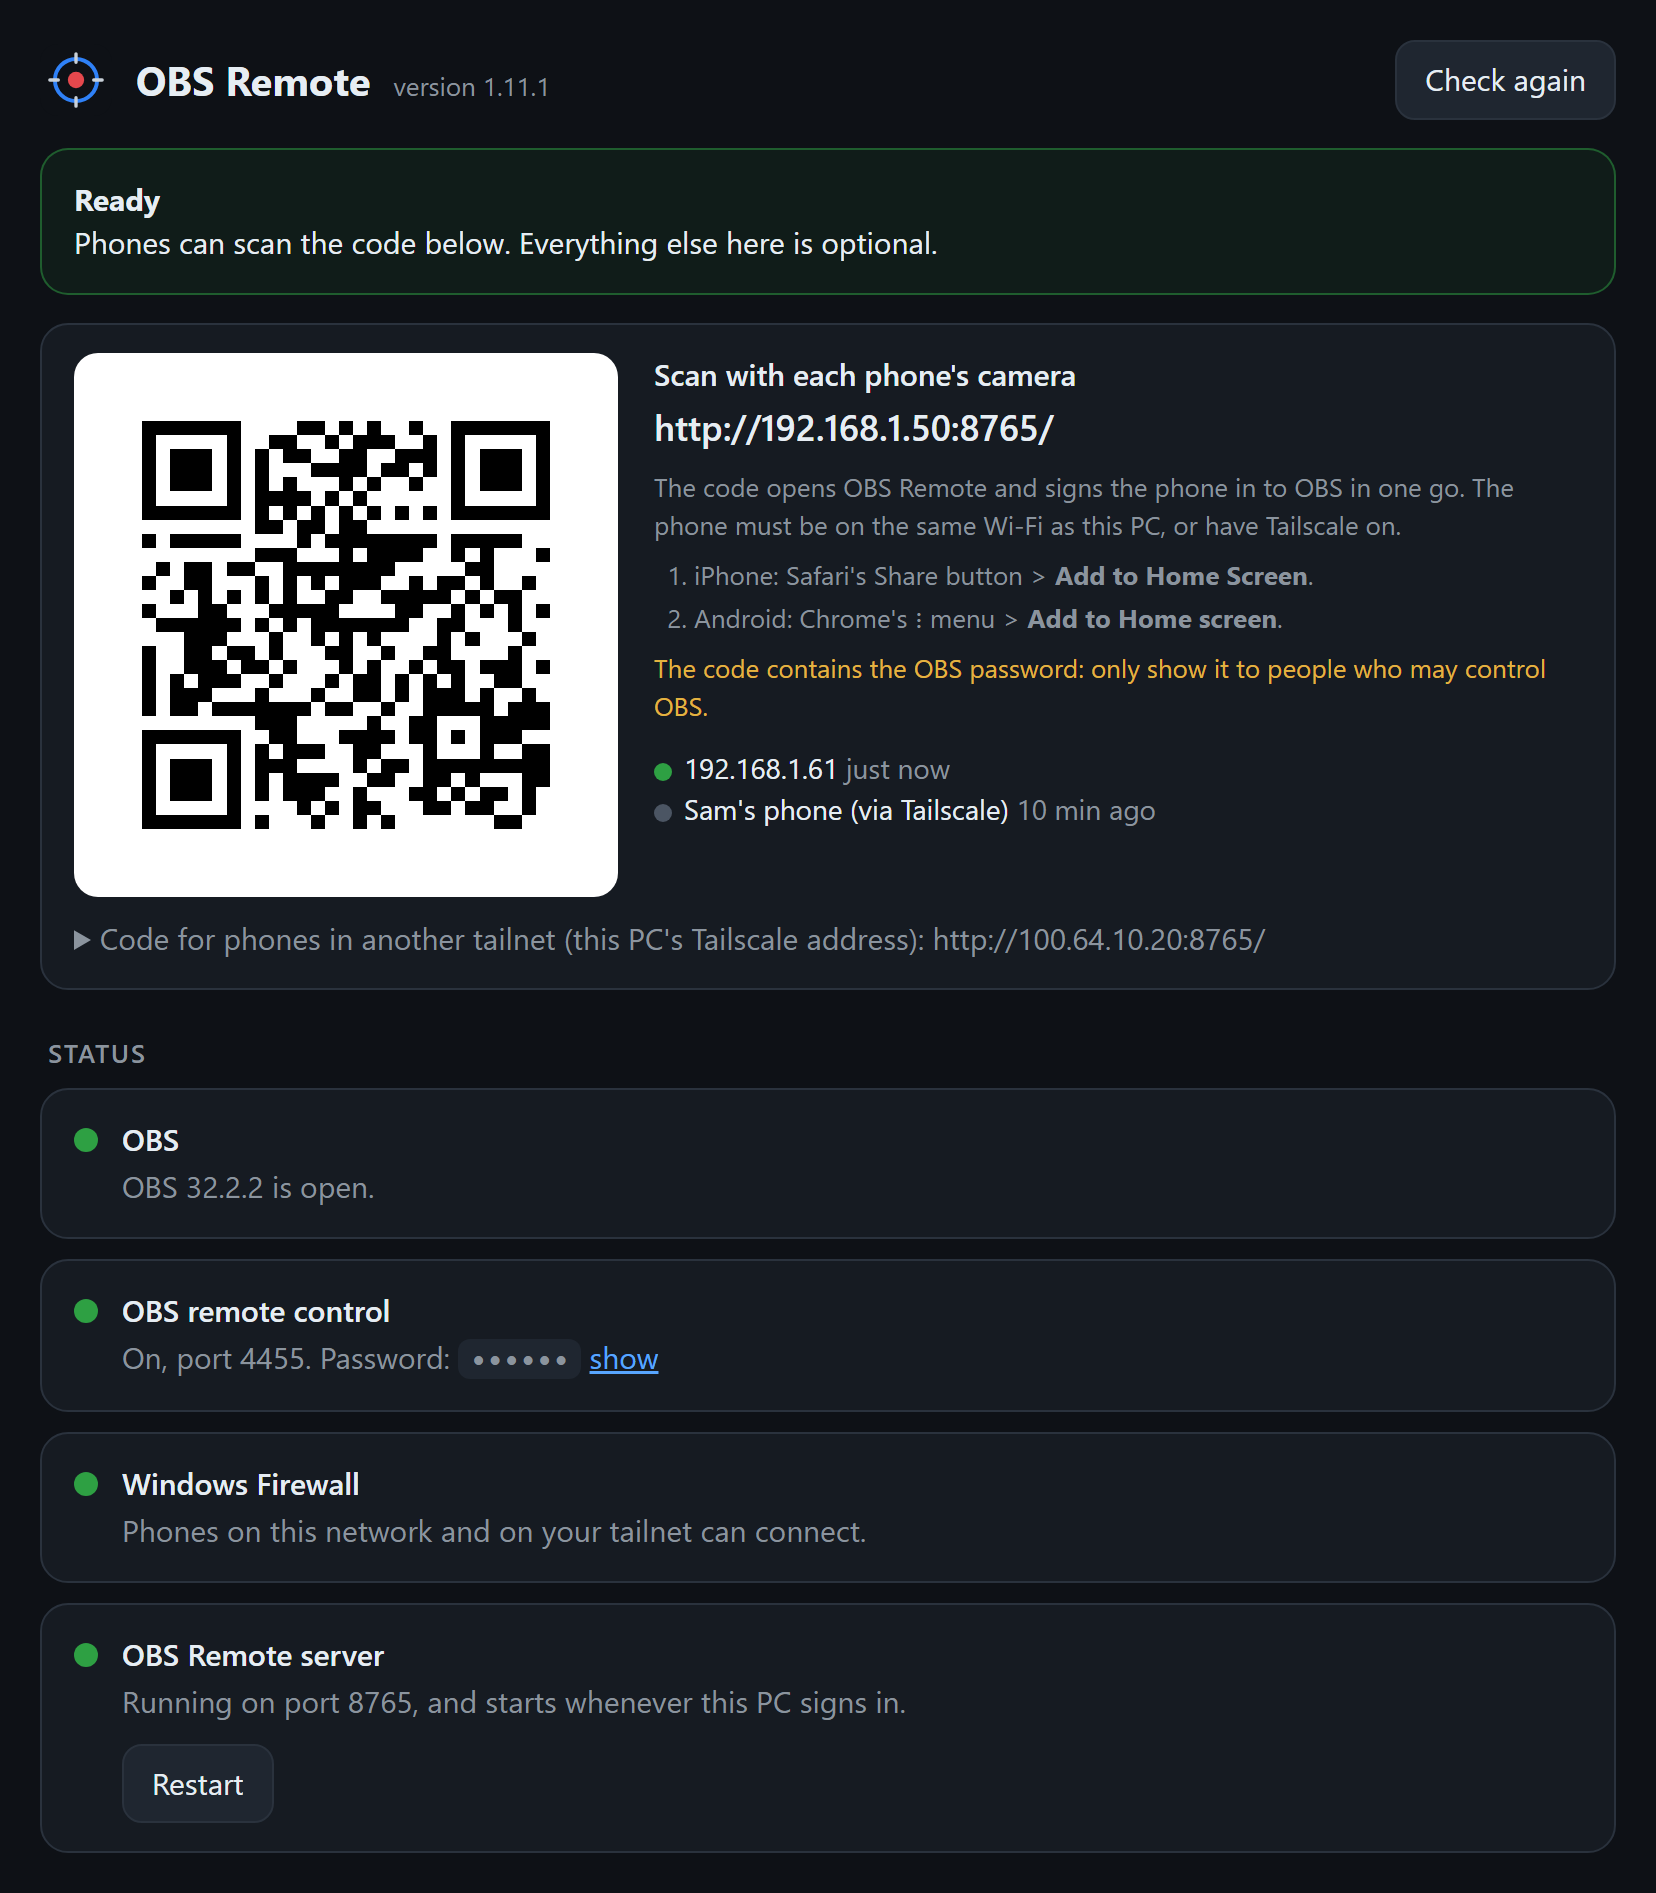 OBS Remote version 1.11.1
Check again
Ready
Phones can scan the code below. Everything else here is optional.
Scan with each phone's camera
http://192.168.1.50:8765/
The code opens OBS Remote and signs the phone in to OBS in one go. The
phone must be on the same Wi-Fi as this PC, or have Tailscale on.
1. iPhone: Safari's Share button > Add to Home Screen.
2. Android: Chrome's ⋮ menu > Add to Home screen.
The code contains the OBS password: only show it to people who may control
OBS.
192.168.1.61 just now
Sam's phone (via Tailscale) 10 min ago
▶ Code for phones in another tailnet (this PC's Tailscale address): http://100.64.10.20:8765/
STATUS
OBS
OBS 32.2.2 is open.
OBS remote control
On, port 4455. Password: •••••• show
Windows Firewall
Phones on this network and on your tailnet can connect.
OBS Remote server
Running on port 8765, and starts whenever this PC signs in.
Restart